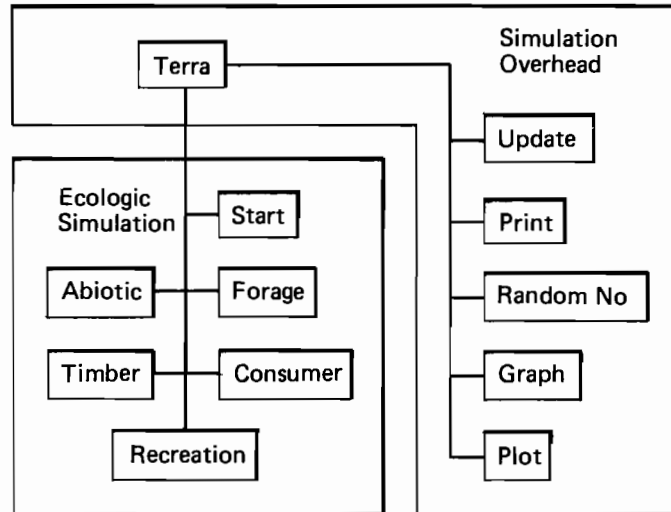 Terra
Simulation
Overhead
Update
Print
Random No
Graph
Plot
Ecologic
Simulation
Start
Abiotic
Forage
Timber
Consumer
Recreation